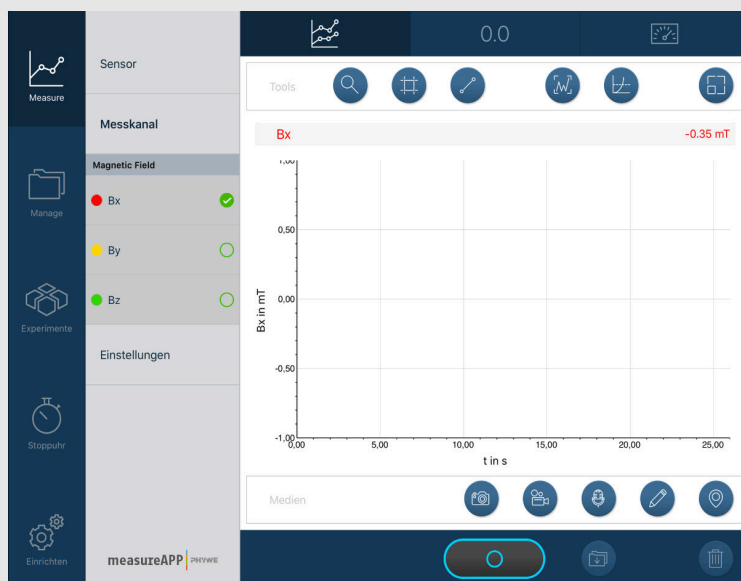 Measure
Manage
Experimente
Stoppuhr
Einrichten
Sensor
Messkanal
Magnetic Field
Bx
By
Bz
Einstellungen
measureAPP PHYWE
0.0
Tools
Bx -0.35 mT
1,00
0,50
0,00
-0,50
-1,00
Bx in mT
0,00 5,00 10,00 15,00 20,00 25,00
t in s
Medien